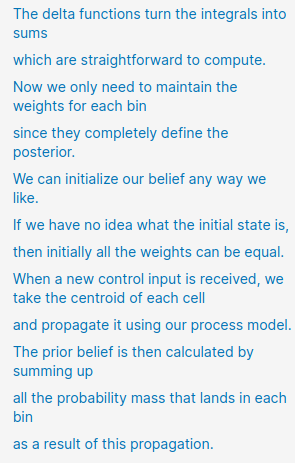 The delta functions turn the integrals into
sums
which are straightforward to compute.
Now we only need to maintain the
weights for each bin
since they completely define the
posterior.
We can initialize our belief any way we
like.
If we have no idea what the initial state is,
then initially all the weights can be equal.
When a new control input is received, we
take the centroid of each cell
and propagate it using our process model.
The prior belief is then calculated by
summing up
all the probability mass that lands in each
bin
as a result of this propagation.